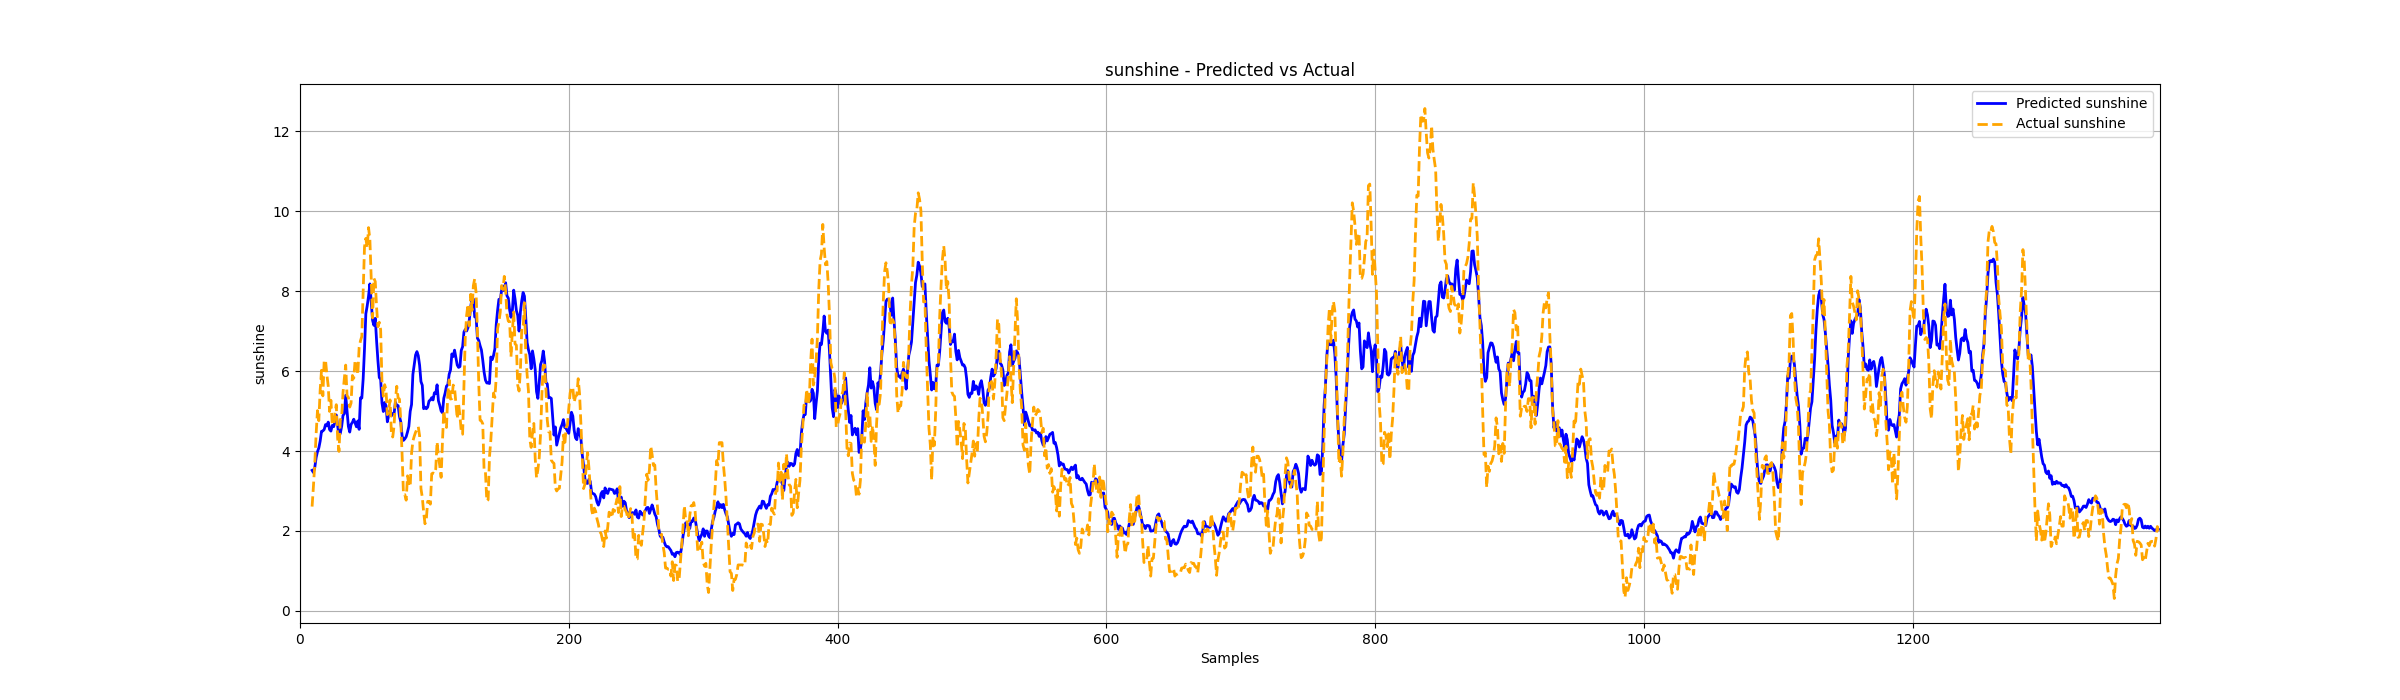 sunshine - Predicted vs Actual
Predicted sunshine
Actual sunshine
12
10
8
6
4
2
0
sunshine
0 200 400 600 800 1000 1200
Samples